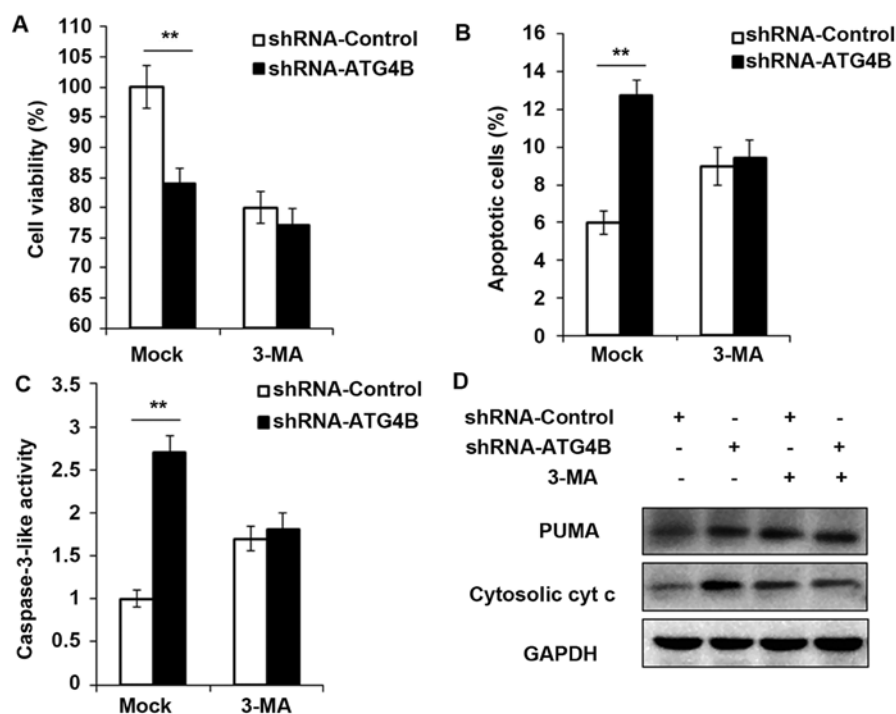 A
Cell viability (%)
110
105
100
95
90
85
80
75
70
65
60
**
shRNA-Control
shRNA-ATG4B
Mock
3-MA
B
Apoptotic cells (%)
16
14
12
10
8
6
4
2
0
**
shRNA-Control
shRNA-ATG4B
Mock
3-MA
C
Caspase-3-like activity
3.5
3
2.5
2
1.5
1
0.5
0
**
shRNA-Control
shRNA-ATG4B
Mock
3-MA
D
shRNA-Control + - + -
shRNA-ATG4B - + - +
3-MA - - + +
PUMA
Cytosolic cyt c
GAPDH